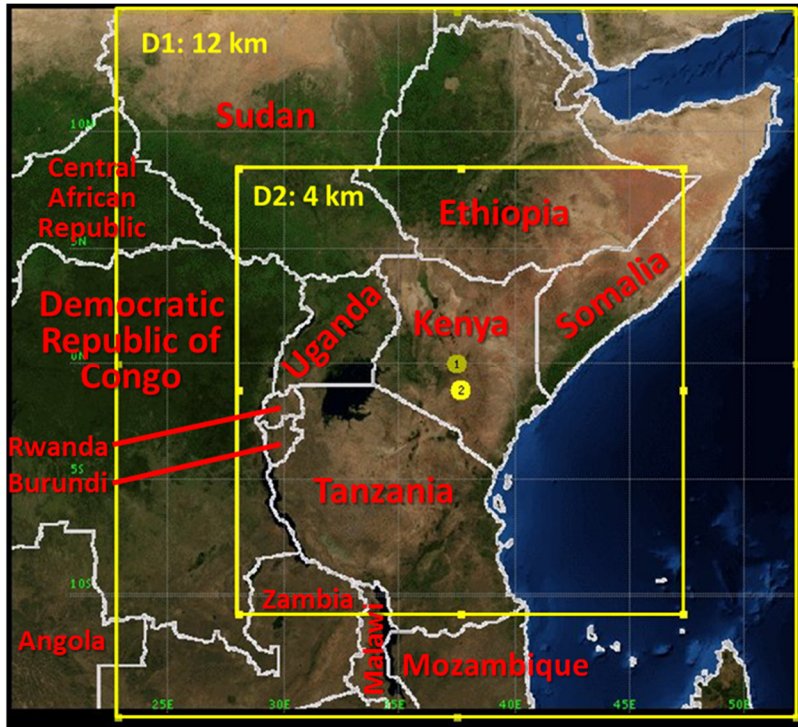 D1: 12 km
Sudan
10N
Central
African
Republic
D2: 4 km
Ethiopia
5N
Somalia
Democratic
Republic of
Congo
Uganda
Kenya
0N
1
2
Rwanda
5S
Burundi
Tanzania
10S
Zambia
Malawi
Angola
Mozambique
25E
30E
35E
40E
45E
50E